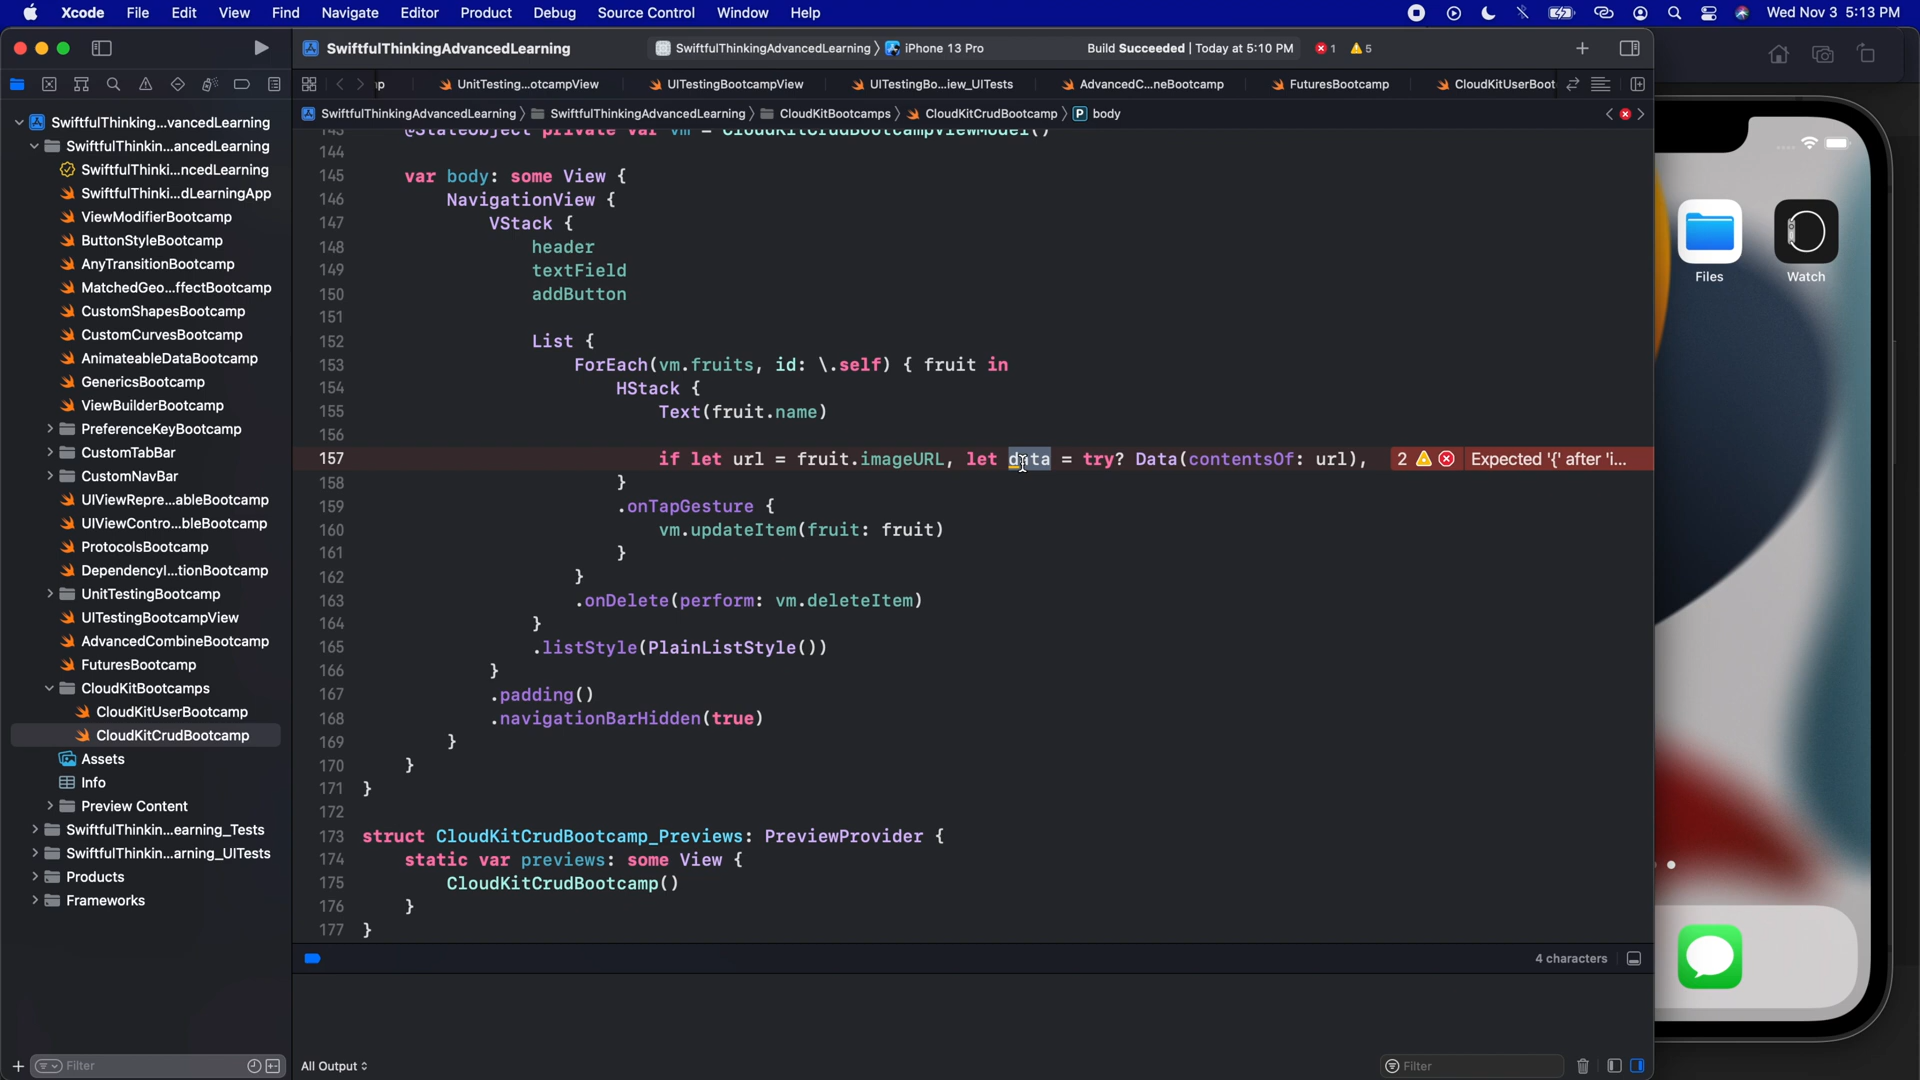 Xcode File Edit View Find Navigate Editor Product Debug Source Control Window Help Wed Nov 3 5:13 PM
SwiftfulThinkingAdvancedLearning SwiftfulThinkingAdvancedLearning iPhone 13 Pro Build Succeeded | Today at 5:10 PM 1 5
UnitTesting...otcampView UITestingBootcampView UITestingBo...iew_UITests AdvancedC...neBootcamp FuturesBootcamp CloudKitUserBoot
SwiftfulThinkingAdvancedLearning SwiftfulThinkingAdvancedLearning CloudKitBootcamps CloudKitCrudBootcamp body
SwiftfulThinking...vancedLearning
SwiftfulThinkin...ancedLearning
SwiftfulThinki...ncedLearning
SwiftfulThinki...dLearningApp
ViewModifierBootcamp
ButtonStyleBootcamp
AnyTransitionBootcamp
MatchedGeo...ffectBootcamp
CustomShapesBootcamp
CustomCurvesBootcamp
AnimateableDataBootcamp
GenericsBootcamp
ViewBuilderBootcamp
PreferenceKeyBootcamp
CustomTabBar
CustomNavBar
UIViewRepre...ableBootcamp
UIViewContro...bleBootcamp
ProtocolsBootcamp
DependencyI...tionBootcamp
UnitTestingBootcamp
UITestingBootcampView
AdvancedCombineBootcamp
FuturesBootcamp
CloudKitBootcamps
CloudKitUserBootcamp
CloudKitCrudBootcamp
Assets
Info
Preview Content
SwiftfulThinkin...earning_Tests
SwiftfulThinkin...arning_UITests
Products
Frameworks
Filter
143 @StateObject private var vm = CloudKitCrudBootcampViewModel()
144
145 var body: some View {
146 NavigationView {
147 VStack {
148 header
149 textField
150 addButton
151
152 List {
153 ForEach(vm.fruits, id: \.self) { fruit in
154 HStack {
155 Text(fruit.name)
156
157 if let url = fruit.imageURL, let data = try? Data(contentsOf: url), 2 Expected '{' after 'i...
158 }
159 .onTapGesture {
160 vm.updateItem(fruit: fruit)
161 }
162 }
163 .onDelete(perform: vm.deleteItem)
164 }
165 .listStyle(PlainListStyle())
166 }
167 .padding()
168 .navigationBarHidden(true)
169 }
170 }
171 }
172
173 struct CloudKitCrudBootcamp_Previews: PreviewProvider {
174 static var previews: some View {
175 CloudKitCrudBootcamp()
176 }
177 }
4 characters
All Output
Filter
Files
Watch